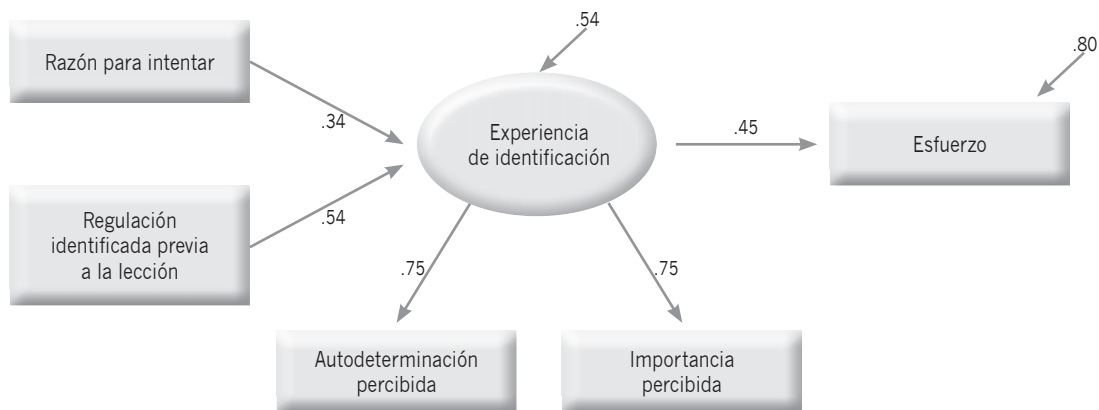 .54
.80
Razón para intentar
.34
Experiencia
de identificación
.45
Esfuerzo
Regulación
identificada previa
a la lección
.54
.75
.75
Autodeterminación
percibida
Importancia
percibida